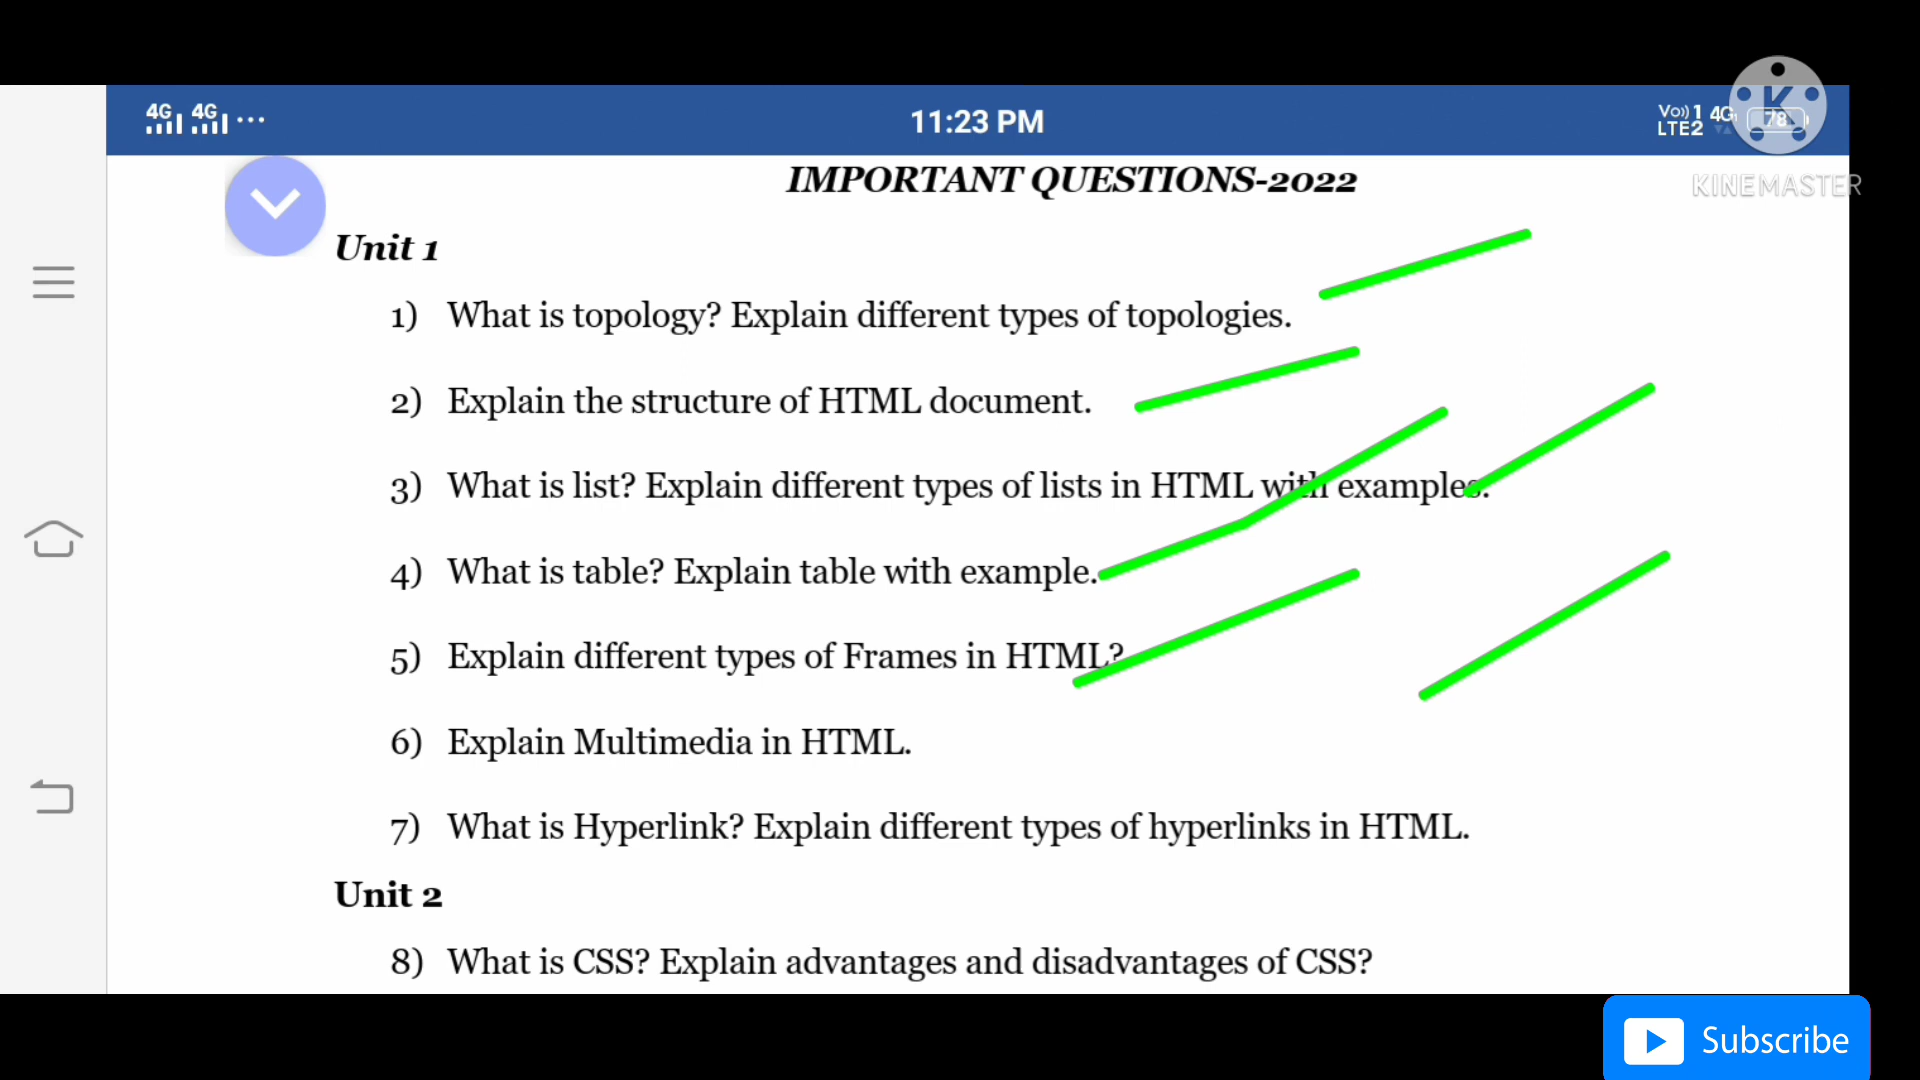 4G 4G ...
11:23 PM
Vo)) 1 4G
LTE2
78
K
KINEMASTER
IMPORTANT QUESTIONS-2022
Unit 1
1) What is topology? Explain different types of topologies.
2) Explain the structure of HTML document.
3) What is list? Explain different types of lists in HTML with examples.
4) What is table? Explain table with example.
5) Explain different types of Frames in HTML?
6) Explain Multimedia in HTML.
7) What is Hyperlink? Explain different types of hyperlinks in HTML.
Unit 2
8) What is CSS? Explain advantages and disadvantages of CSS?
Subscribe